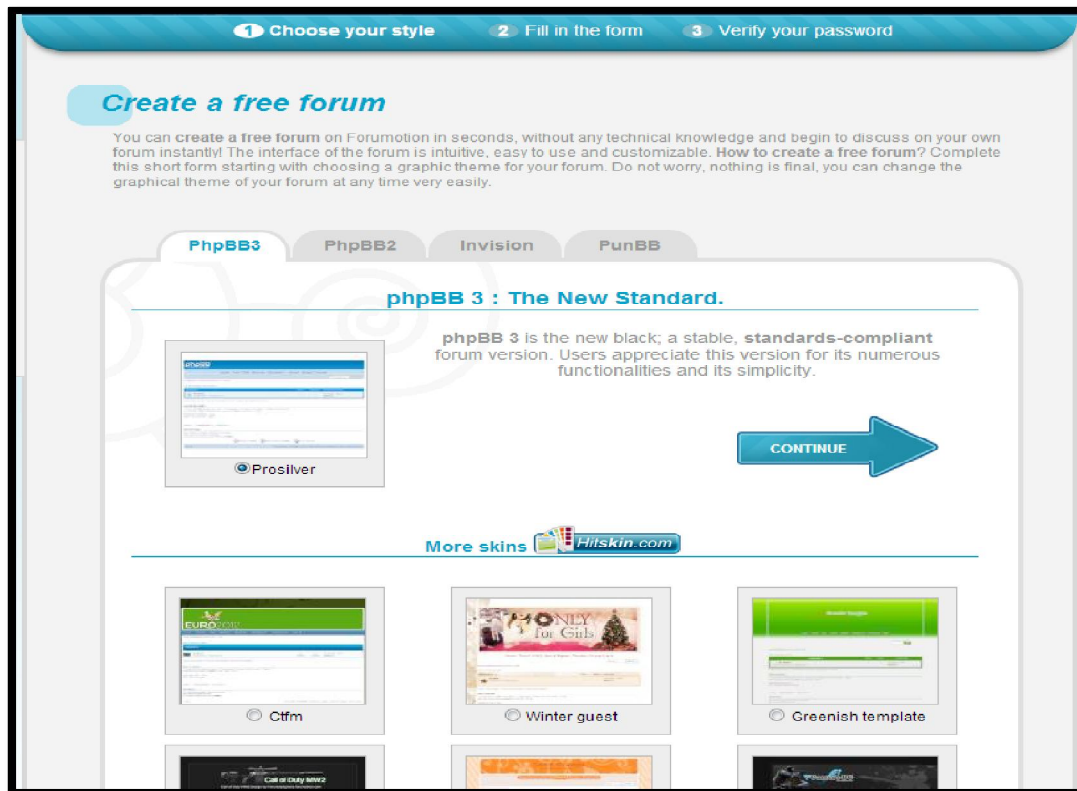 1 Choose your style 2 Fill in the form 3 Verify your password
Create a free forum
You can create a free forum on Forumotion in seconds, without any technical knowledge and begin to discuss on your own
forum instantly! The interface of the forum is intuitive, easy to use and customizable. How to create a free forum? Complete
this short form starting with choosing a graphic theme for your forum. Do not worry, nothing is final, you can change the
graphical theme of your forum at any time very easily.
PhpBB3 PhpBB2 Invision PunBB
phpBB 3 : The New Standard.
phpBB 3 is the new black; a stable, standards-compliant
forum version. Users appreciate this version for its numerous
functionalities and its simplicity.
phpBB
CONTINUE
Prosilver
More skins Hitskin.com
EURO2012
ONLY
for Girls
Ctfm Winter guest Greenish template
Call of Duty MW2